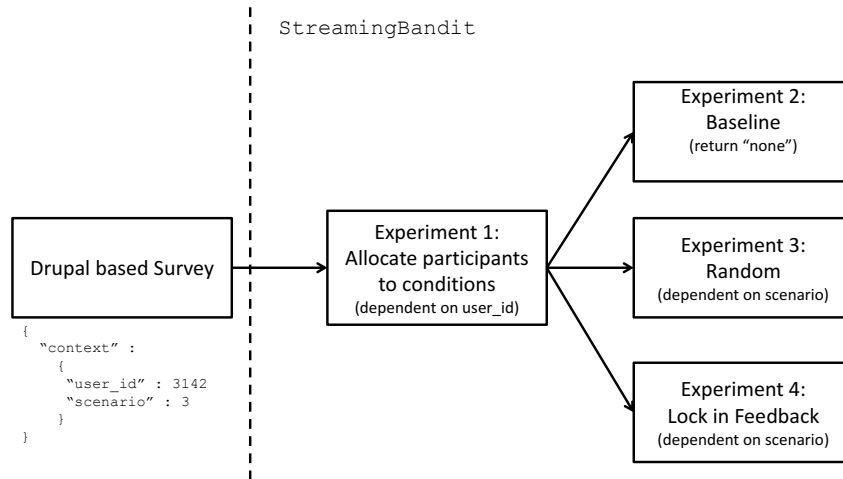 StreamingBandit
Drupal based Survey
{
“context” :
{
“user_id” : 3142
“scenario” : 3
}
}
Experiment 1:
Allocate participants
to conditions
(dependent on user_id)
Experiment 2:
Baseline
(return “none”)
Experiment 3:
Random
(dependent on scenario)
Experiment 4:
Lock in Feedback
(dependent on scenario)